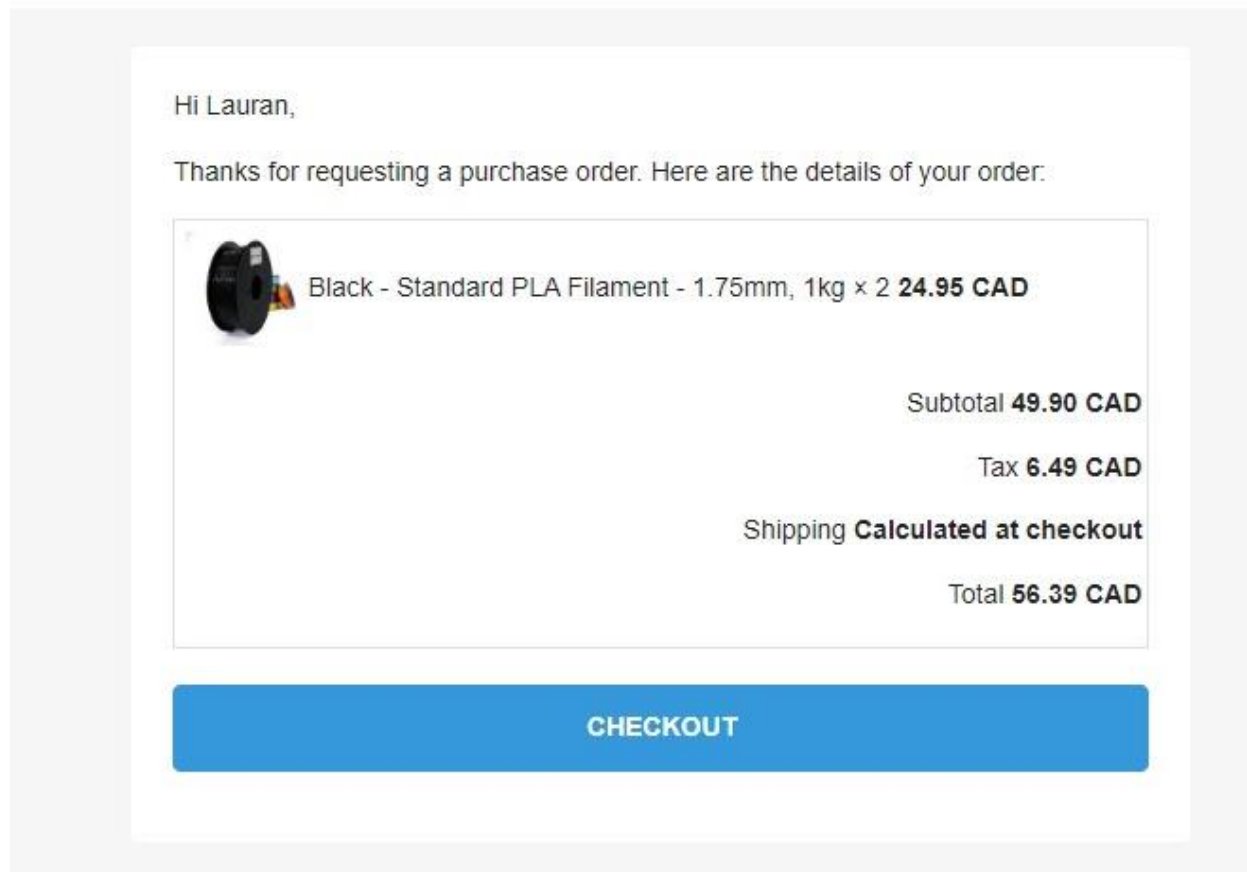 Hi Lauran,
Thanks for requesting a purchase order. Here are the details of your order:
Black - Standard PLA Filament - 1.75mm, 1kg × 2 24.95 CAD
Subtotal 49.90 CAD
Tax 6.49 CAD
Shipping Calculated at checkout
Total 56.39 CAD
CHECKOUT